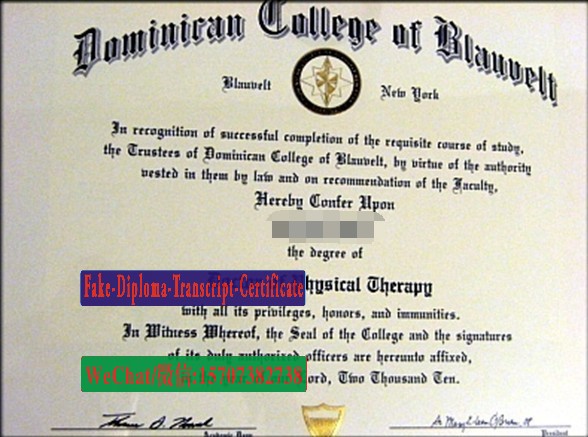 Dominican College of Blauvelt
Blauvelt New York
In recognition of successful completion of the requisite course of study,
the Trustees of Dominican College of Blauvelt, by virtue of the authority
vested in them by law and on recommendation of the Faculty,
Hereby Confer Upon
the degree of
Fake-Diploma-Transcript-Certificate
Physical Therapy
with all its privileges, honors, and immunities.
In Witness Whereof, the Seal of the College and the signatures
of its duly authorized officers are hereunto affixed,
WeChat/微信:15707382738
Two Thousand Ten.
President